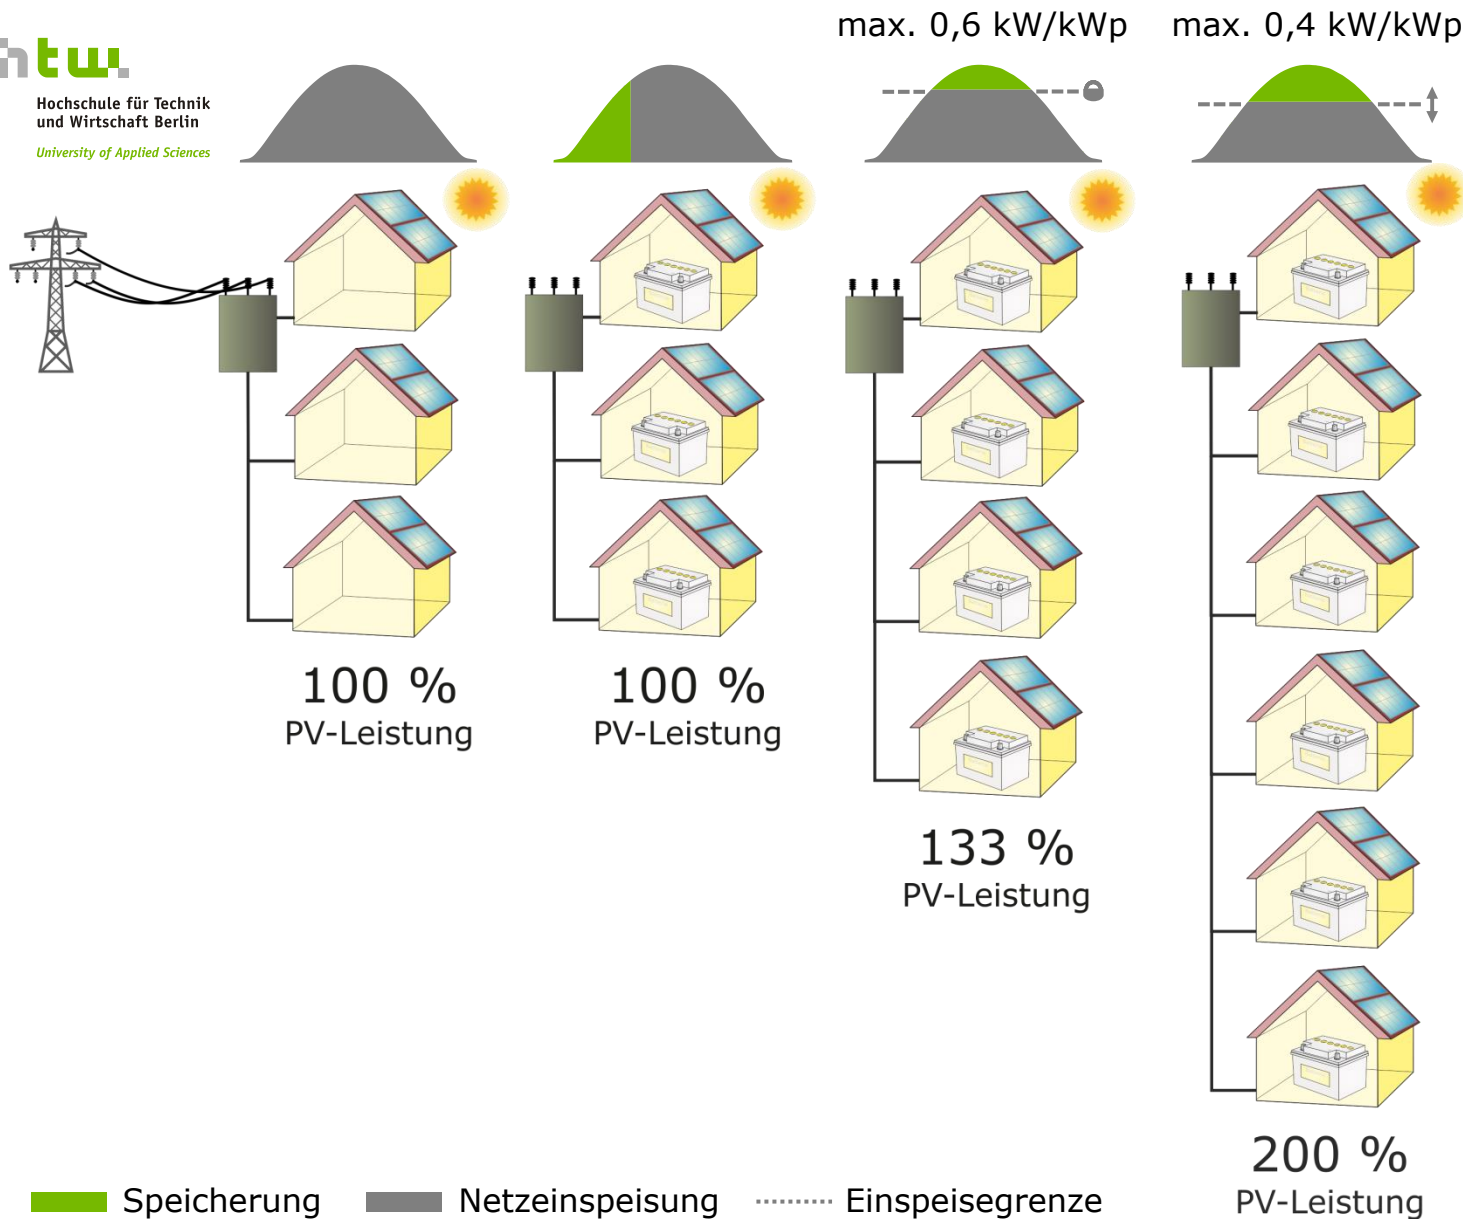 max. 0,6 kW/kWp
max. 0,4 kW/kWp
htw.
Hochschule für Technik
und Wirtschaft Berlin
University of Applied Sciences
100 %
PV-Leistung
100 %
PV-Leistung
133 %
PV-Leistung
200 %
PV-Leistung
Speicherung
Netzeinspeisung
Einspeisegrenze